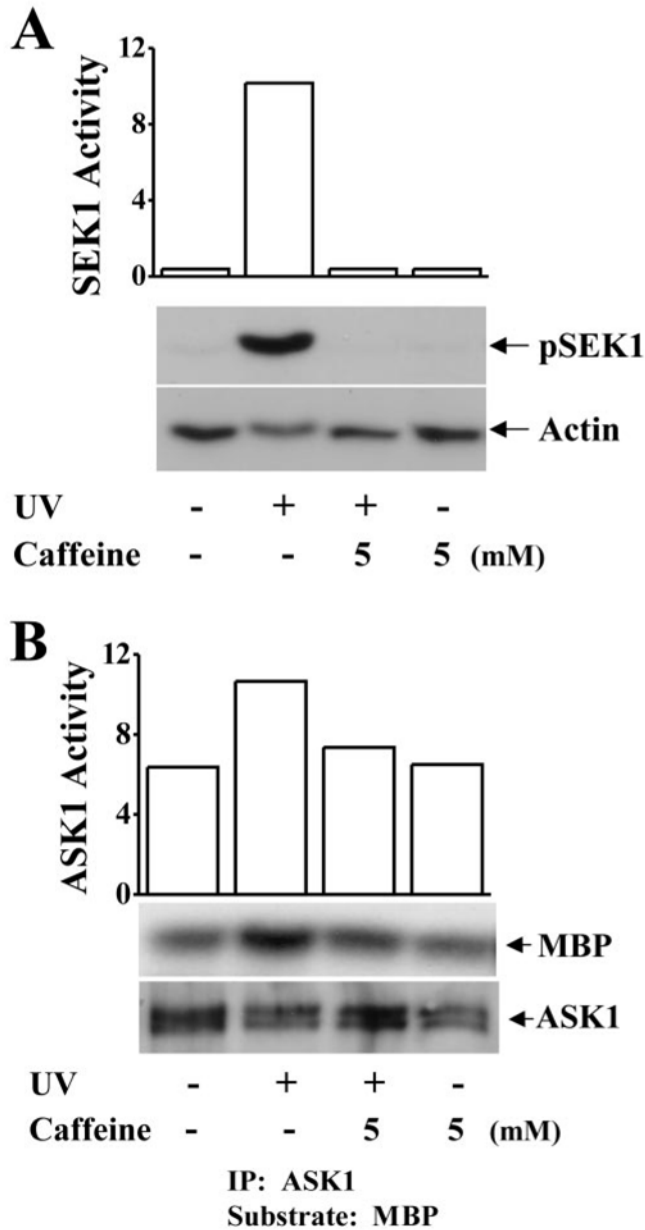 A
SEK1 Activity
12
8
4
0
pSEK1
Actin
UV - + + -
Caffeine - - 5 5 (mM)
B
ASK1 Activity
12
8
4
0
MBP
ASK1
UV - + + -
Caffeine - - 5 5 (mM)
IP: ASK1
Substrate: MBP